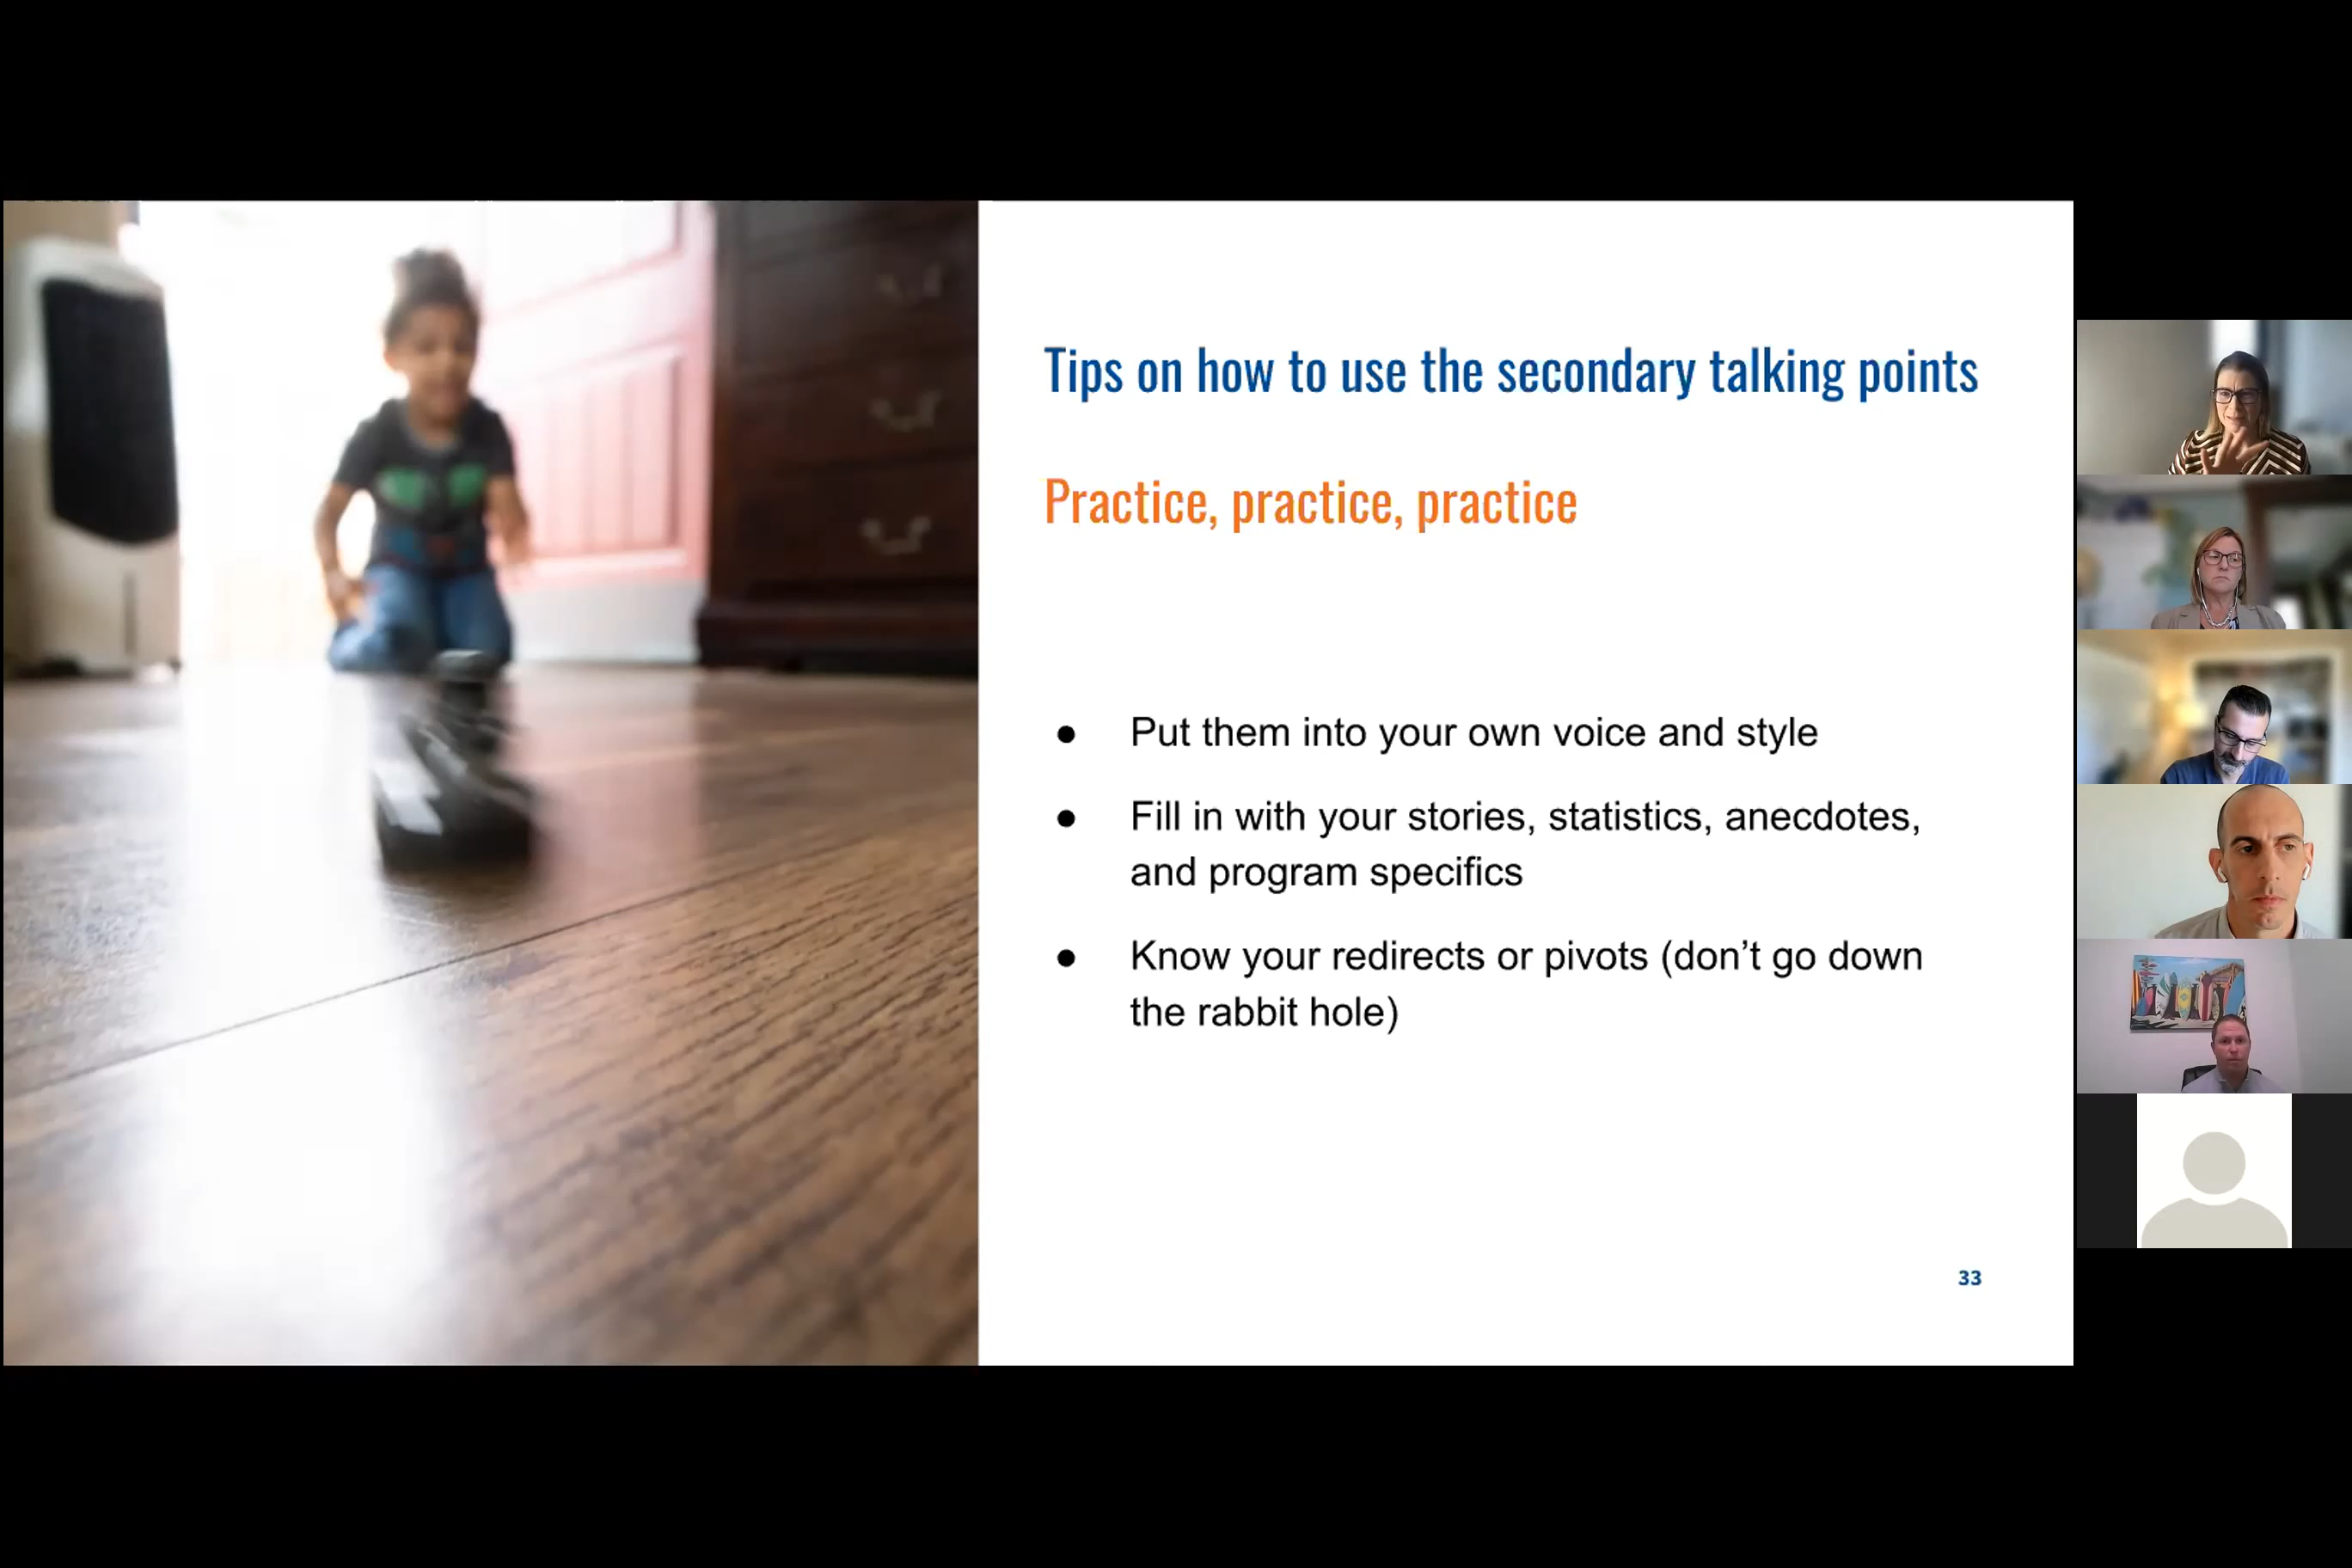 Tips on how to use the secondary talking points
Practice, practice, practice
● Put them into your own voice and style
● Fill in with your stories, statistics, anecdotes,
and program specifics
● Know your redirects or pivots (don’t go down
the rabbit hole)
33